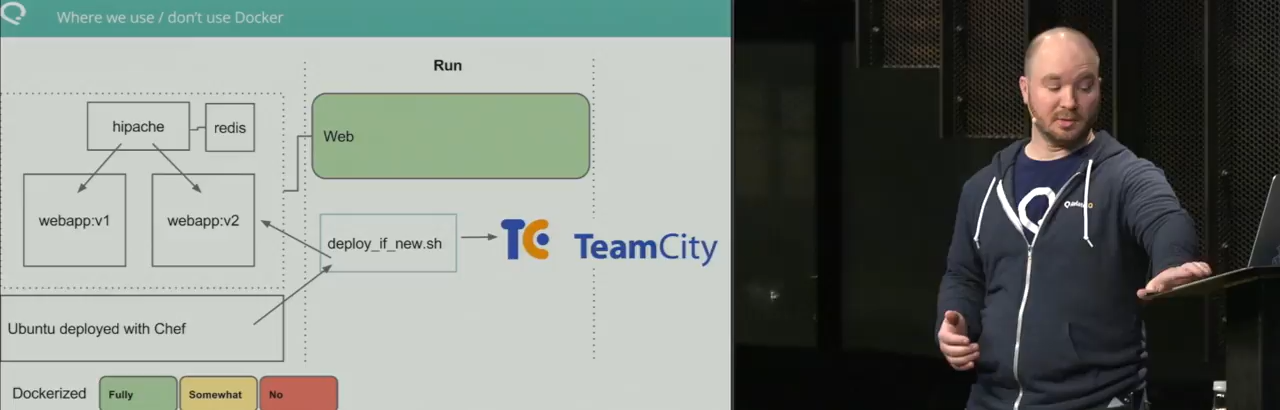 Where we use / don't use Docker
Run
hipache
redis
Web
webapp:v1
webapp:v2
deploy_if_new.sh
TC TeamCity
Ubuntu deployed with Chef
Dockerized
Fully
Somewhat
No